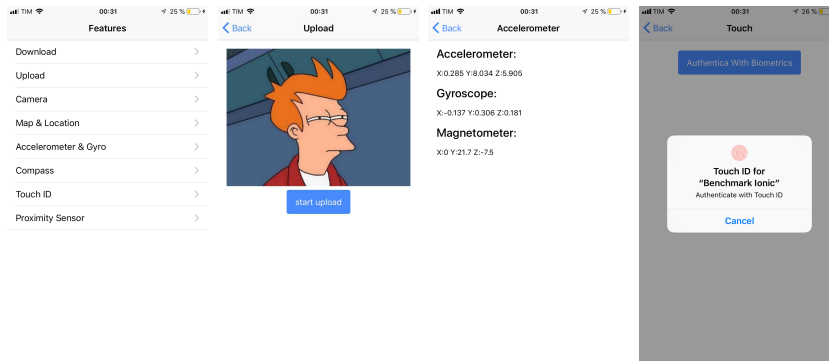 TIM 00:31 25 %
Features
Download
Upload
Camera
Map & Location
Accelerometer & Gyro
Compass
Touch ID
Proximity Sensor
TIM 00:31 25 %
Back Upload
start upload
TIM 00:31 25 %
Back Accelerometer
Accelerometer:
X:0.285 Y:8.034 Z:5.905
Gyroscope:
X:-0.137 Y:0.306 Z:0.181
Magnetometer:
X:0 Y:21.7 Z:-7.5
TIM 00:31 26 %
Back Touch
Authentica With Biometrics
Touch ID for
“Benchmark Ionic”
Authenticate with Touch ID
Cancel